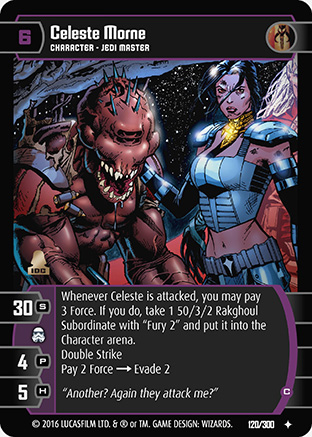 6
Celeste Morne
CHARACTER - JEDI MASTER
IDC
30 S
Whenever Celeste is attacked, you may pay
3 Force. If you do, take 1 50/3/2 Rakghoul
Subordinate with “Fury 2” and put it into the
Character arena.
4 P
Double Strike
Pay 2 Force → Evade 2
5 H
“Another? Again they attack me?”
C
© 2016 LUCASFILM LTD. & ® OR TM. GAME DESIGN: WIZARDS.
120/300